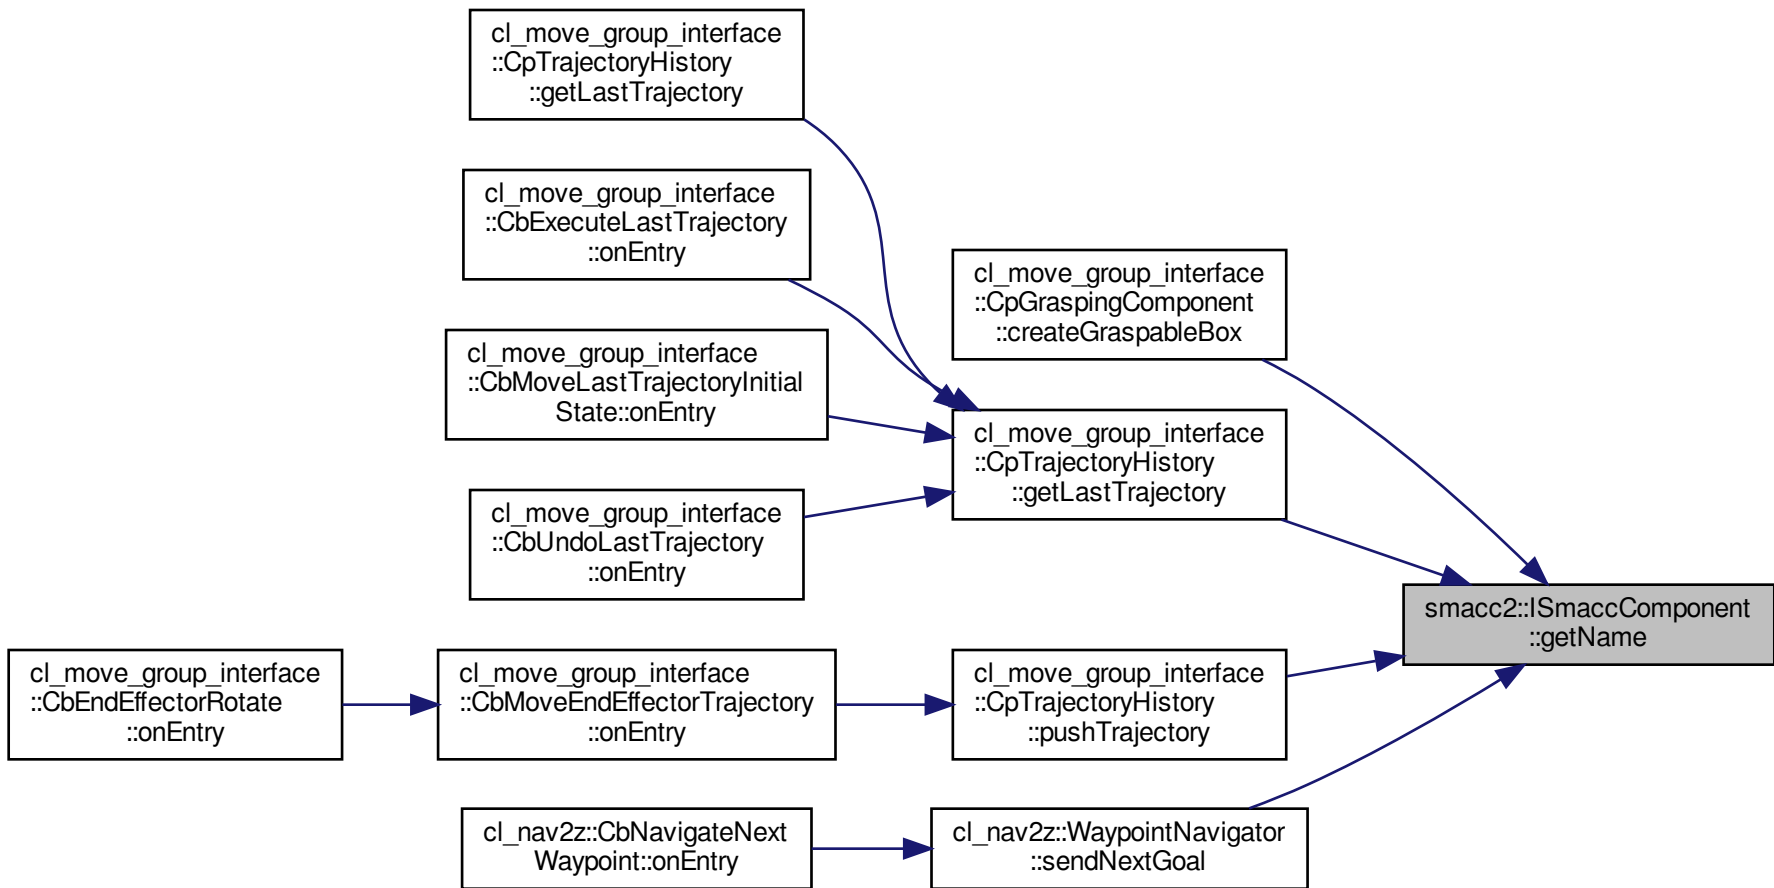 cl_move_group_interface
::CpTrajectoryHistory
::getLastTrajectory
cl_move_group_interface
::CbExecuteLastTrajectory
::onEntry
cl_move_group_interface
::CpGraspingComponent
::createGraspableBox
cl_move_group_interface
::CbMoveLastTrajectoryInitial
State::onEntry
cl_move_group_interface
::CpTrajectoryHistory
::getLastTrajectory
cl_move_group_interface
::CbUndoLastTrajectory
::onEntry
smacc2::ISmaccComponent
::getName
cl_move_group_interface
::CbEndEffectorRotate
::onEntry
cl_move_group_interface
::CbMoveEndEffectorTrajectory
::onEntry
cl_move_group_interface
::CpTrajectoryHistory
::pushTrajectory
cl_nav2z::CbNavigateNext
Waypoint::onEntry
cl_nav2z::WaypointNavigator
::sendNextGoal